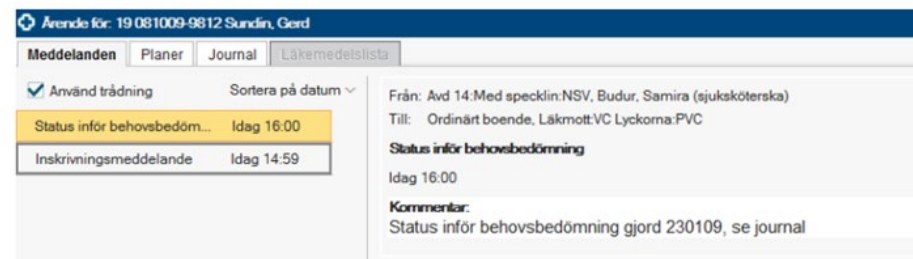 Ärende för: 19 081009-9812 Sundin, Gerd
Meddelanden Planer Journal Läkemedelslista
Använd trådning Sortera på datum
Status inför behovsbedöm... Idag 16:00
Inskrivningsmeddelande Idag 14:59
Från: Avd 14:Med specklin:NSV, Budur, Samira (sjuksköterska)
Till: Ordinärt boende, Läkmott:VC Lyckorna:PVC
Status inför behovsbedömning
Idag 16:00
Kommentar:
Status inför behovsbedömning gjord 230109, se journal